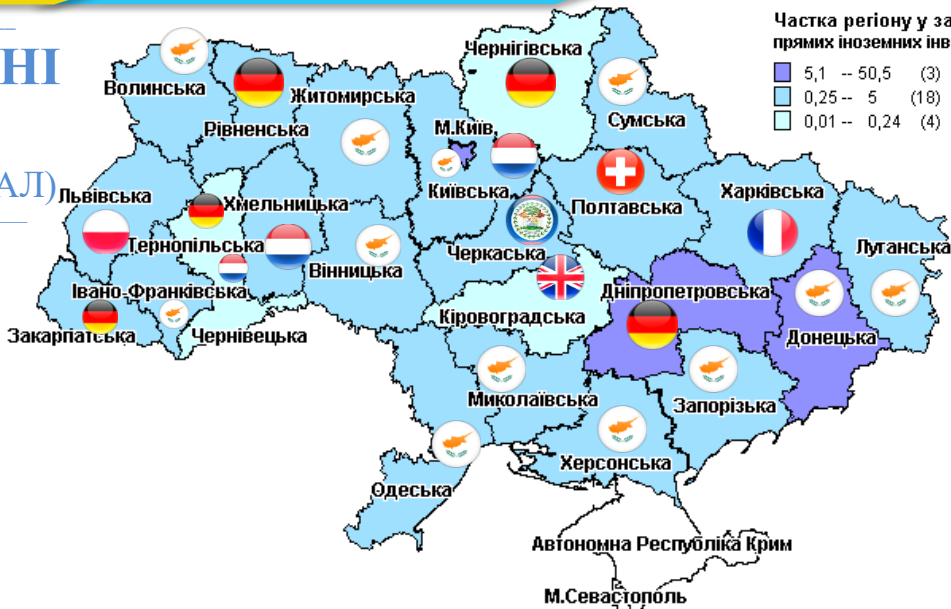 НІ
АЛ)
Частка регіону у за
прямих іноземних інв
5,1 -- 50,5 (3)
0,25 -- 5 (18)
0,01 -- 0,24 (4)
Чернігівська
Волинська
Житомирська
Рівненська
М.Київ
Сумська
Львівська
Хмельницька
Київська
Полтавська
Харківська
Тернопільська
Вінницька
Черкаська
Луганська
Івано-Франківська
Дніпропетровська
Закарпатська
Чернівецька
Кіровоградська
Донецька
Миколаївська
Запорізька
Херсонська
Одеська
Автономна Республіка Крим
М.Севастополь